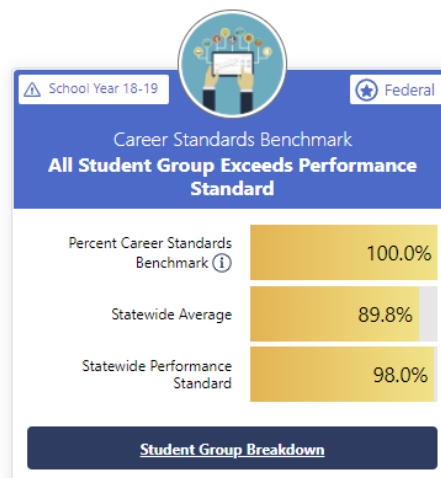 School Year 18-19
Federal
Career Standards Benchmark
All Student Group Exceeds Performance
Standard
Percent Career Standards
Benchmark
100.0%
Statewide Average
89.8%
Statewide Performance
Standard
98.0%
Student Group Breakdown